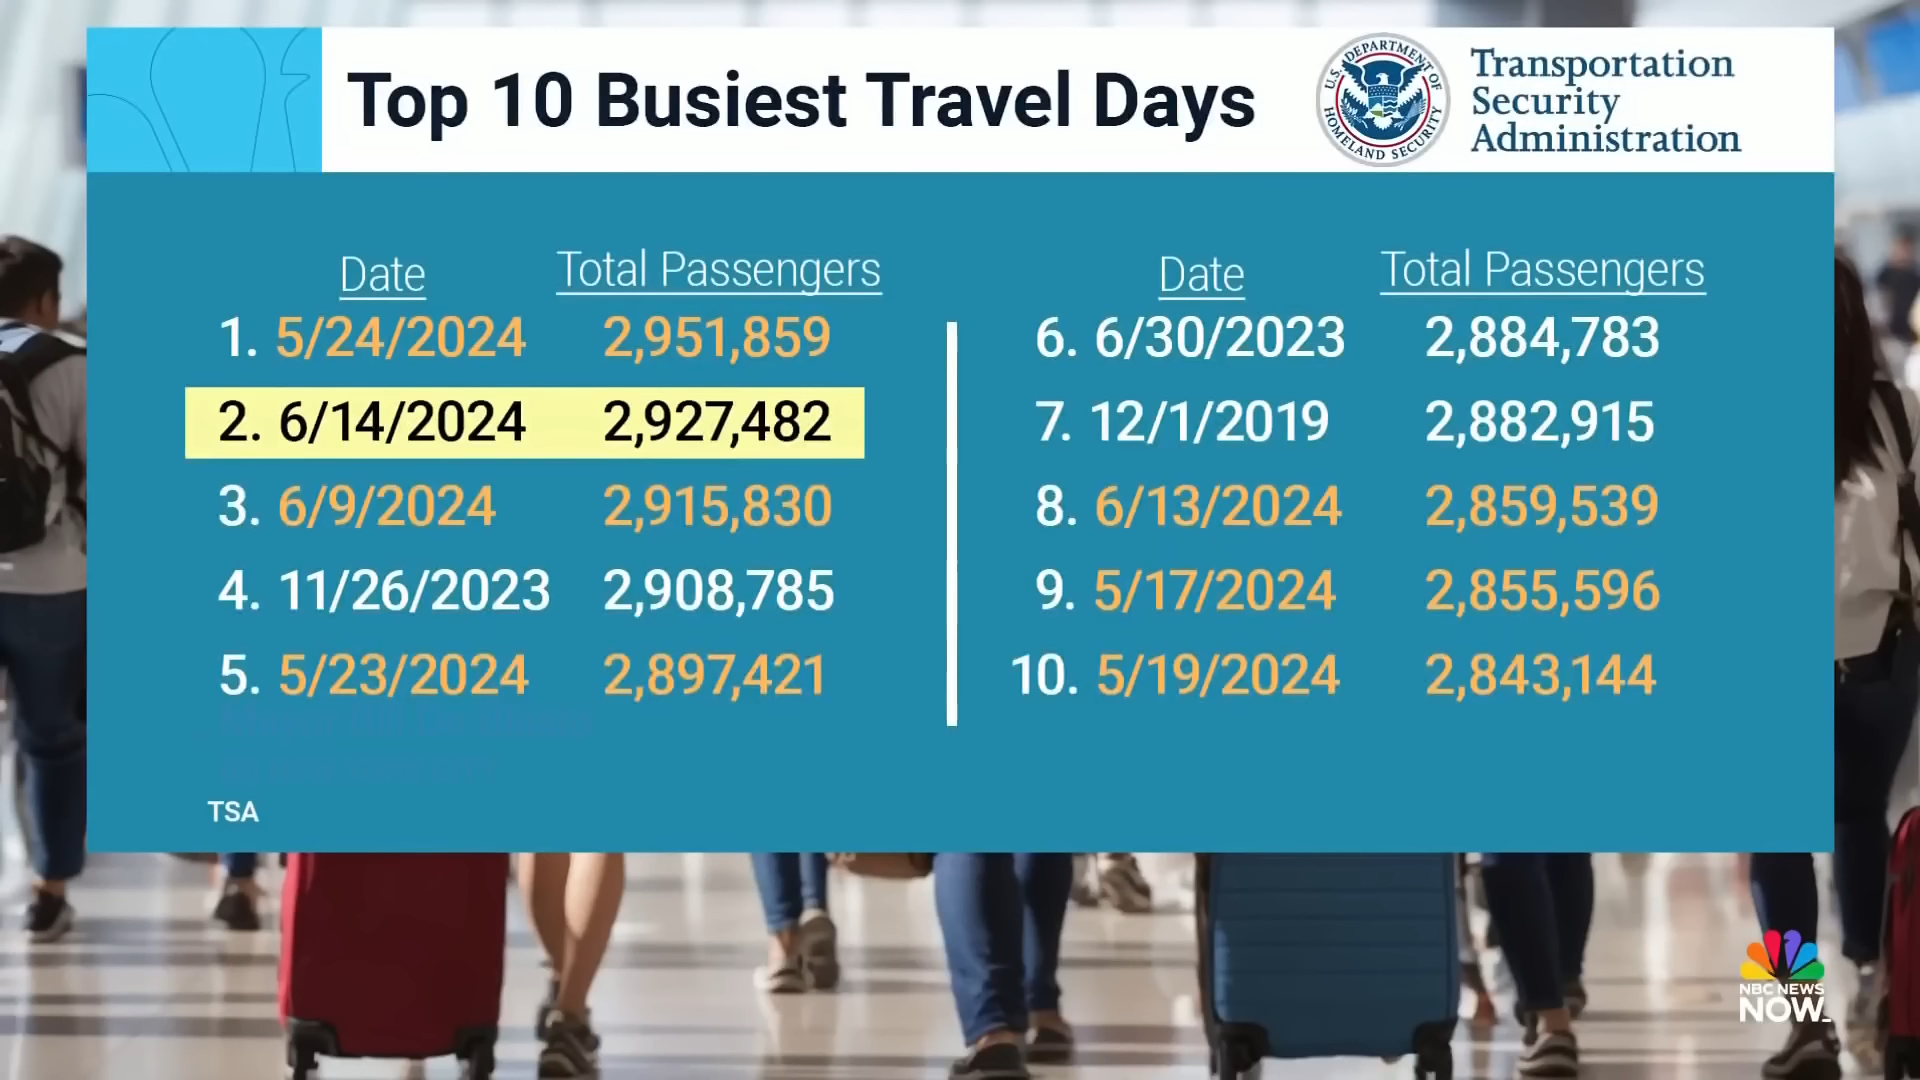 Top 10 Busiest Travel Days
U.S. DEPARTMENT OF HOMELAND SECURITY
Transportation
Security
Administration
Date Total Passengers
1. 5/24/2024 2,951,859
2. 6/14/2024 2,927,482
3. 6/9/2024 2,915,830
4. 11/26/2023 2,908,785
5. 5/23/2024 2,897,421
Date Total Passengers
6. 6/30/2023 2,884,783
7. 12/1/2019 2,882,915
8. 6/13/2024 2,859,539
9. 5/17/2024 2,855,596
10. 5/19/2024 2,843,144
TSA
NBC NEWS
NOW